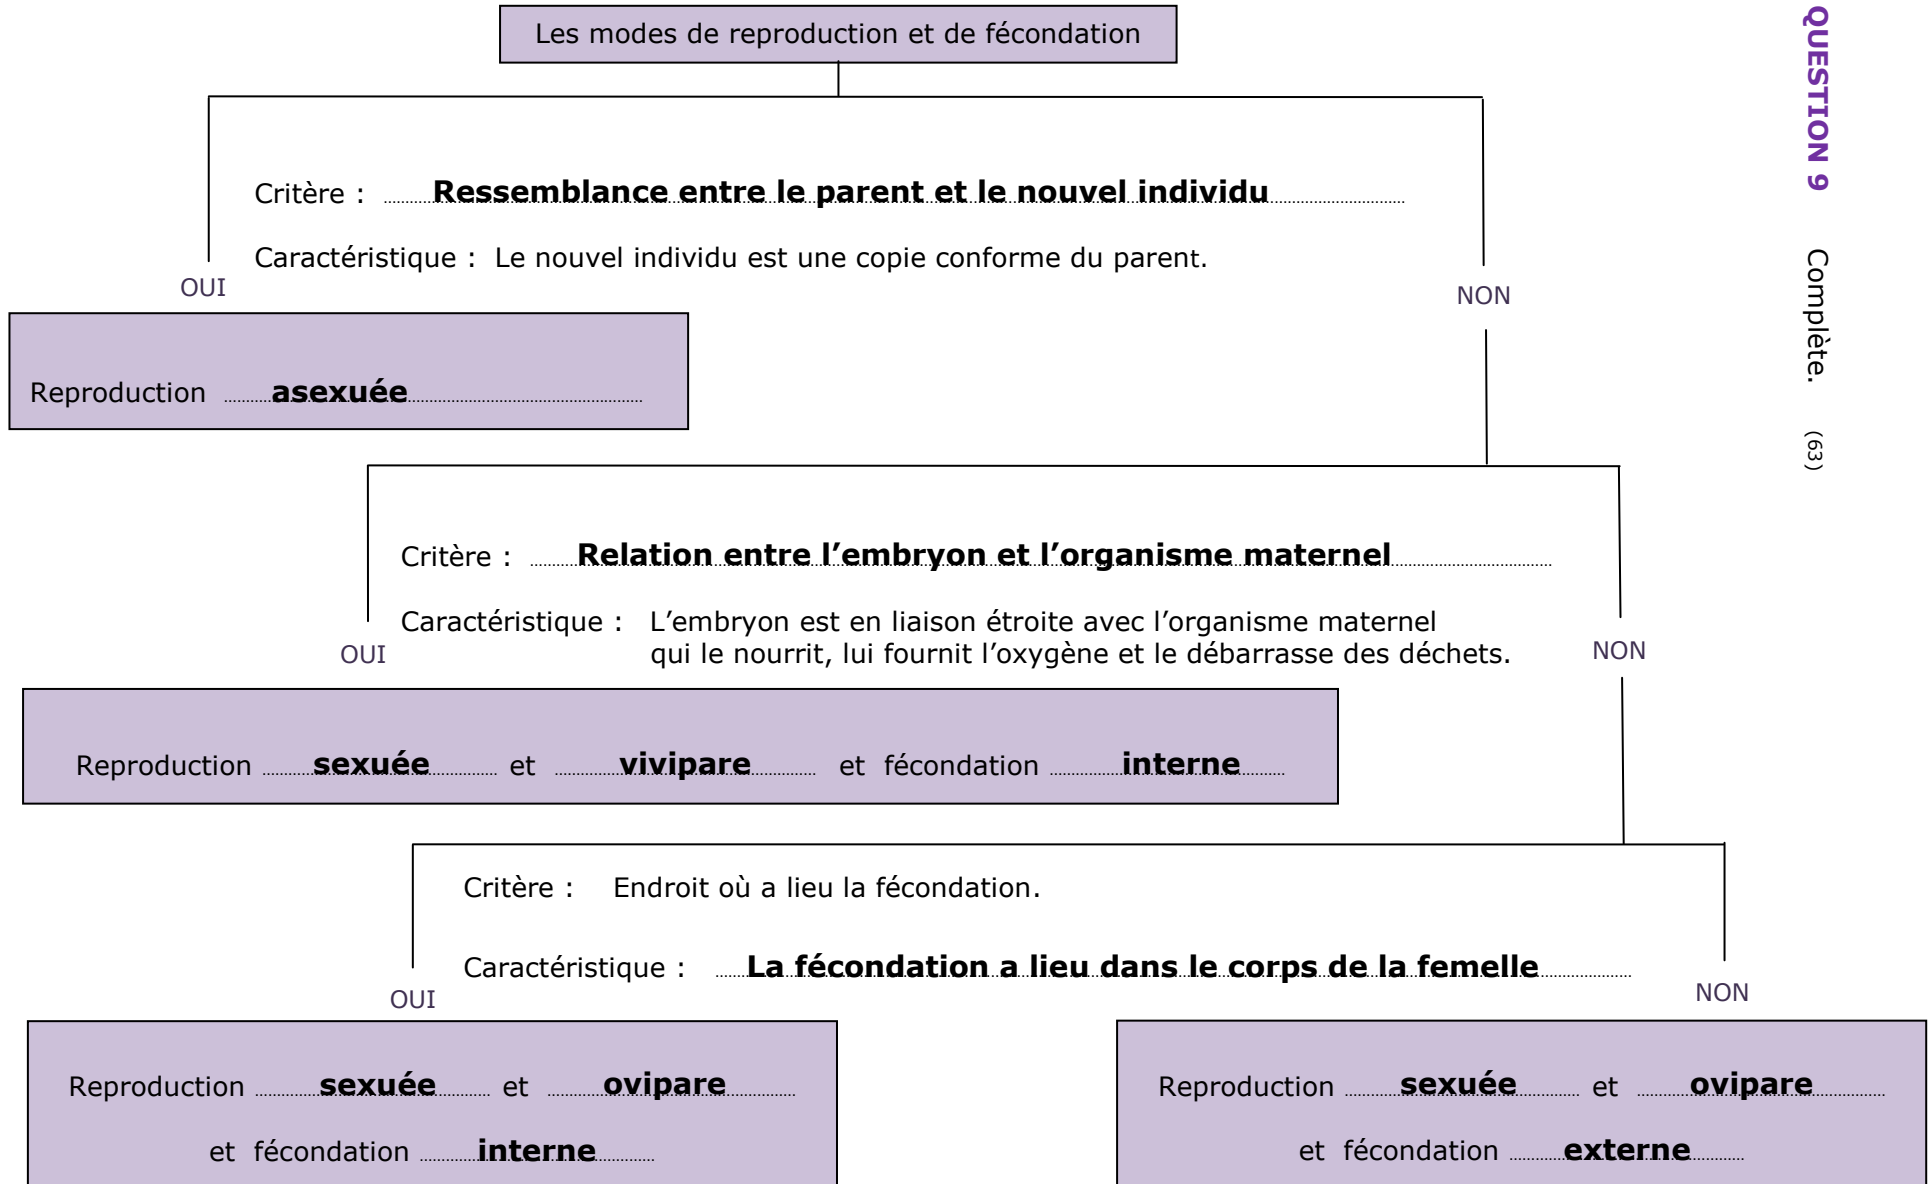 QUESTION 9 Complète. (63)
Les modes de reproduction et de fécondation
Critère : Ressemblance entre le parent et le nouvel individu
Caractéristique : Le nouvel individu est une copie conforme du parent.
OUI
NON
Reproduction asexuée
Critère : Relation entre l’embryon et l’organisme maternel
Caractéristique : L’embryon est en liaison étroite avec l’organisme maternel
qui le nourrit, lui fournit l’oxygène et le débarrasse des déchets.
OUI
NON
Reproduction sexuée et vivipare et fécondation interne
Critère : Endroit où a lieu la fécondation.
Caractéristique : La fécondation a lieu dans le corps de la femelle
OUI
NON
Reproduction sexuée et ovipare
et fécondation interne
Reproduction sexuée et ovipare
et fécondation externe